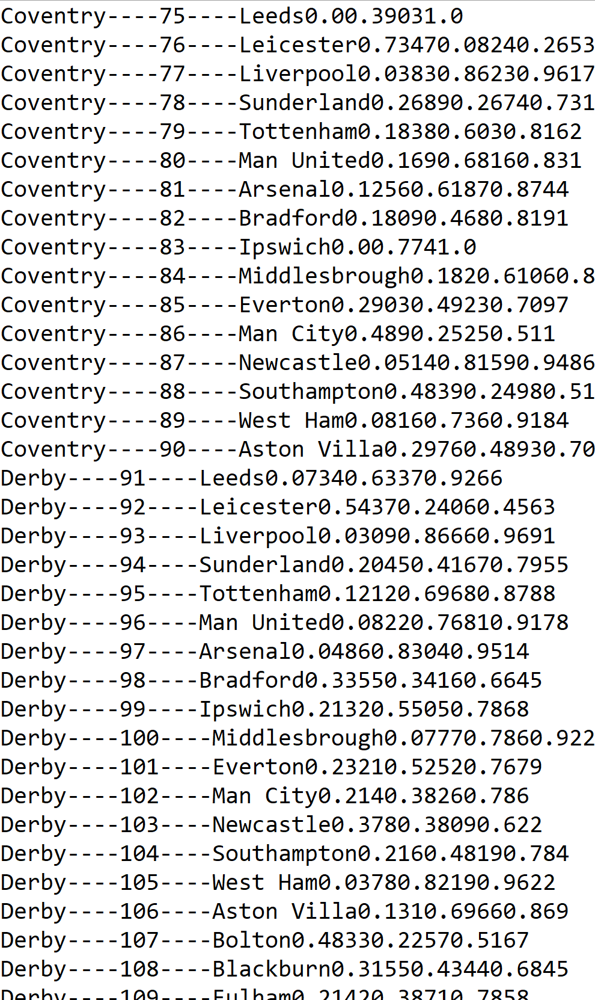 Coventry----75----Leeds0.00.39031.0
Coventry----76----Leicester0.73470.08240.2653
Coventry----77----Liverpool0.03830.86230.9617
Coventry----78----Sunderland0.26890.26740.731
Coventry----79----Tottenham0.18380.6030.8162
Coventry----80----Man United0.1690.68160.831
Coventry----81----Arsenal0.12560.61870.8744
Coventry----82----Bradford0.18090.4680.8191
Coventry----83----Ipswich0.00.7741.0
Coventry----84----Middlesbrough0.1820.61060.8
Coventry----85----Everton0.29030.49230.7097
Coventry----86----Man City0.4890.25250.511
Coventry----87----Newcastle0.05140.81590.9486
Coventry----88----Southampton0.48390.24980.51
Coventry----89----West Ham0.08160.7360.9184
Coventry----90----Aston Villa0.29760.48930.70
Derby----91----Leeds0.07340.63370.9266
Derby----92----Leicester0.54370.24060.4563
Derby----93----Liverpool0.03090.86660.9691
Derby----94----Sunderland0.20450.41670.7955
Derby----95----Tottenham0.12120.69680.8788
Derby----96----Man United0.08220.76810.9178
Derby----97----Arsenal0.04860.83040.9514
Derby----98----Bradford0.33550.34160.6645
Derby----99----Ipswich0.21320.55050.7868
Derby----100----Middlesbrough0.07770.7860.922
Derby----101----Everton0.23210.52520.7679
Derby----102----Man City0.2140.38260.786
Derby----103----Newcastle0.3780.38090.622
Derby----104----Southampton0.2160.48190.784
Derby----105----West Ham0.03780.82190.9622
Derby----106----Aston Villa0.1310.69660.869
Derby----107----Bolton0.48330.22570.5167
Derby----108----Blackburn0.31550.43440.6845
Derby----109----Fulham0.21420.38710.7858